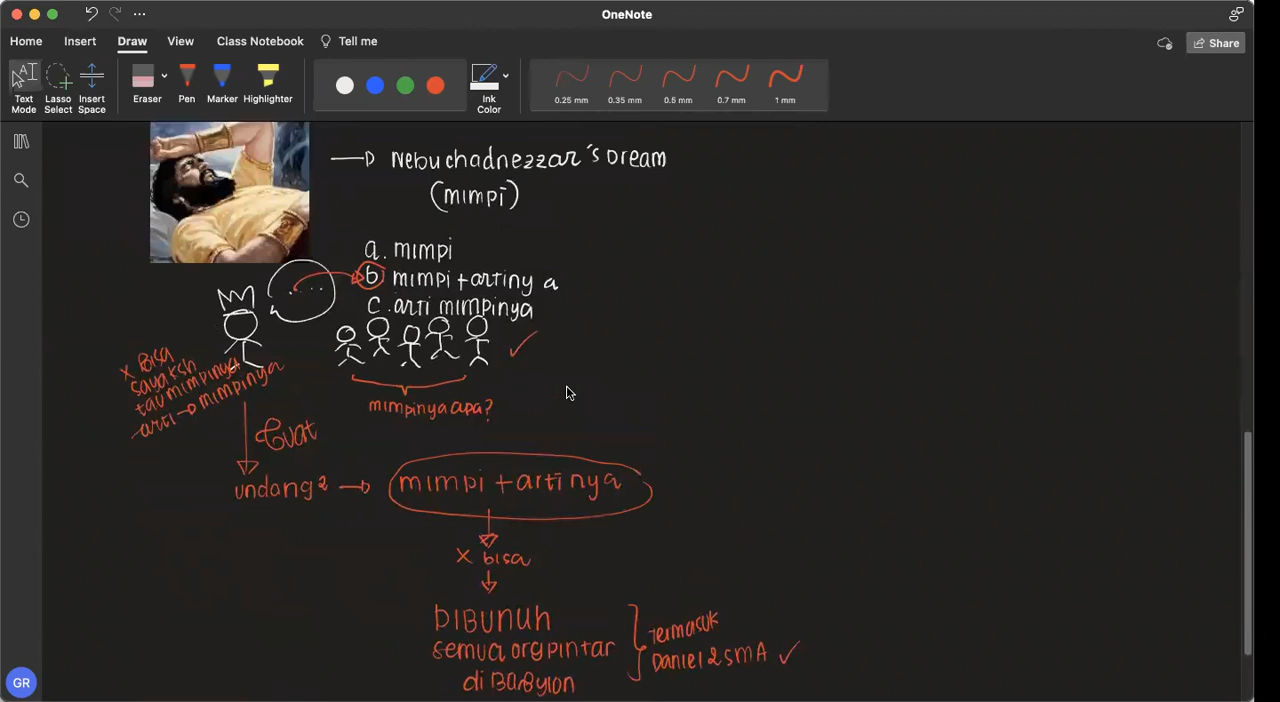 OneNote
Home Insert Draw View Class Notebook Tell me
Share
Text Mode
Lasso Select
Insert Space
Eraser
Pen
Marker
Highlighter
Ink Color
0.25 mm
0.35 mm
0.5 mm
0.7 mm
1 mm
Nebuchadnezzar's Dream
(mimpi)
a. mimpi
b mimpi + artinya
c. arti mimpinya
x Bisa
saya ksh
tau mimpinya +
arti → mimpinya
mimpinya apa?
Buat
undang2 → mimpi + artinya
x bisa
DIBUNUH
semua org pintar
di Babylon
Termasuk
Daniel 2 SMA ✓
GR